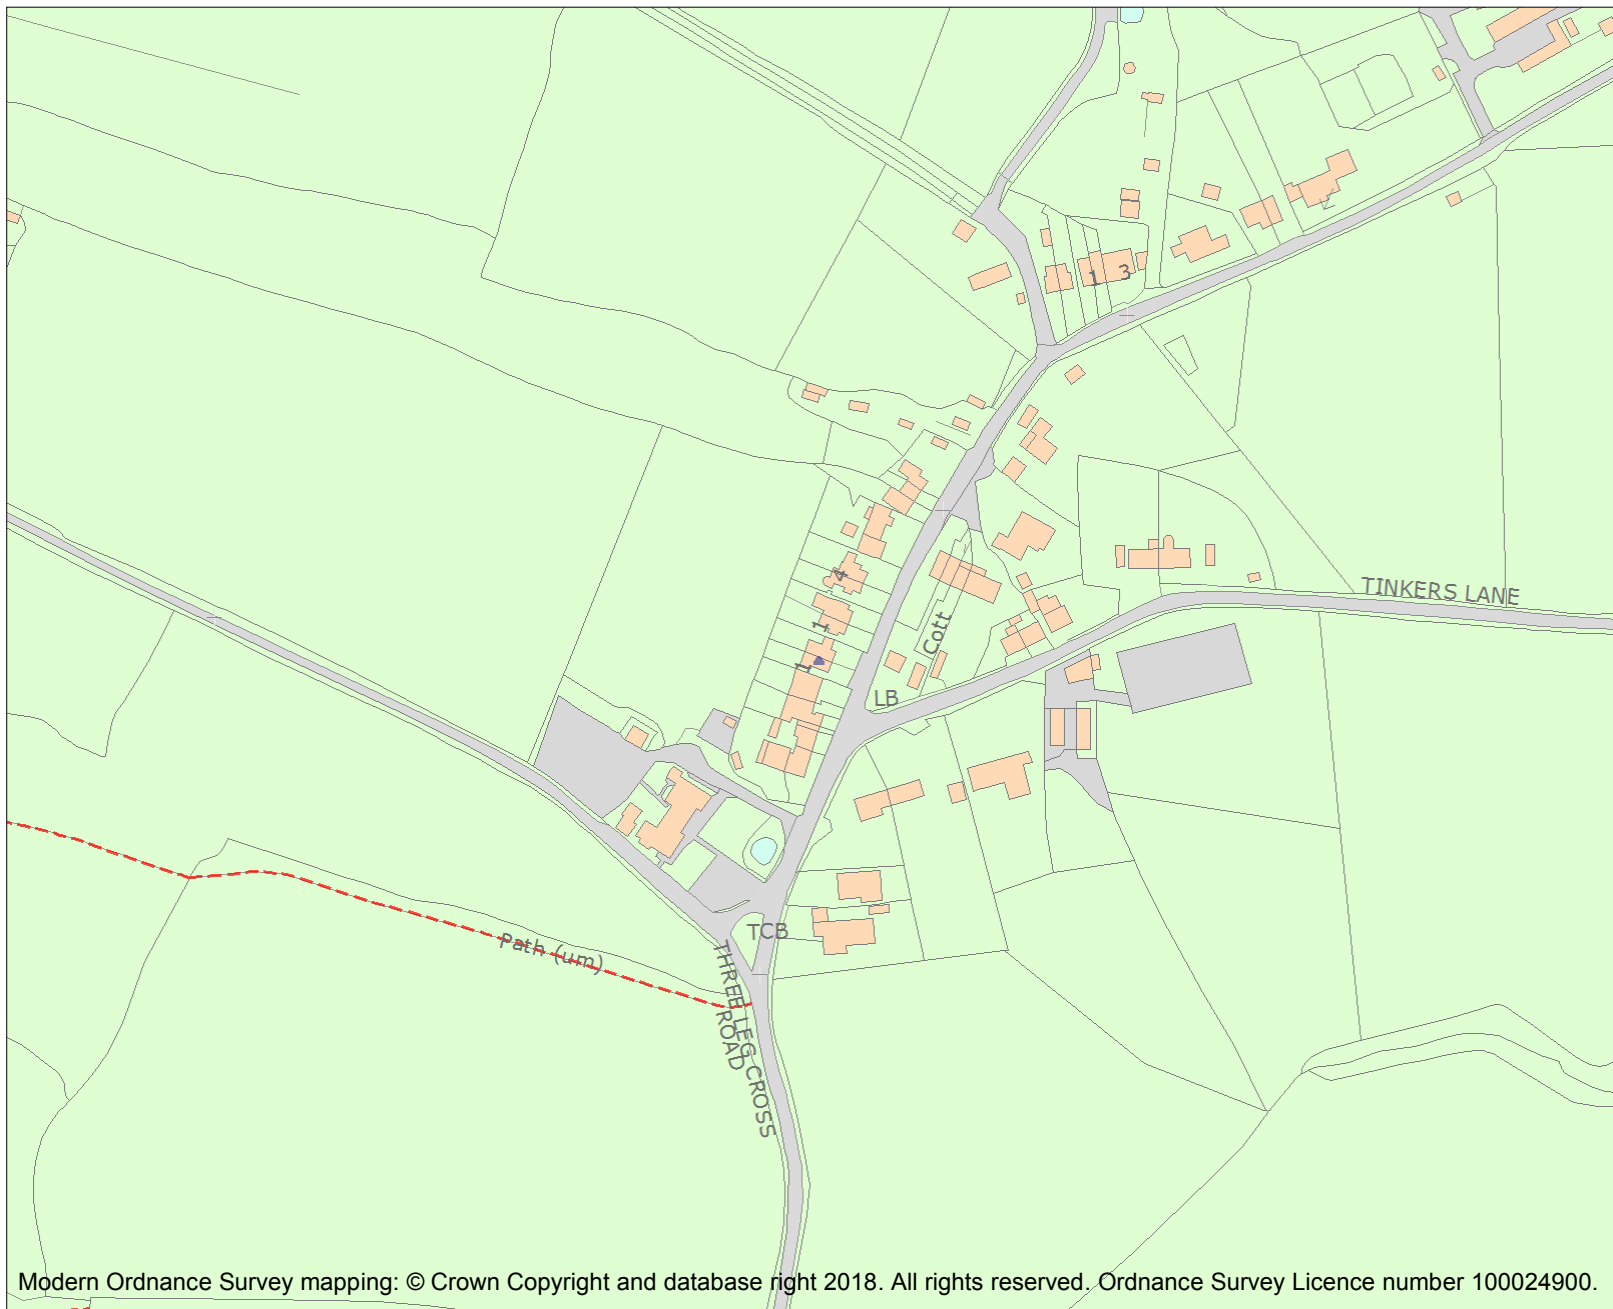 1 3
TINKERS LANE
4
1
1
Cott
LB
TCB
Path (um)
THREE LEG CROSS
ROAD
Modern Ordnance Survey mapping: © Crown Copyright and database right 2018. All rights reserved. Ordnance Survey Licence number 100024900.